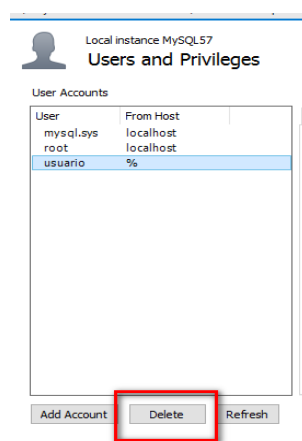 Local instance MySQL57
Users and Privileges
User Accounts
User From Host
mysql.sys localhost
root localhost
usuario %
Add Account Delete Refresh